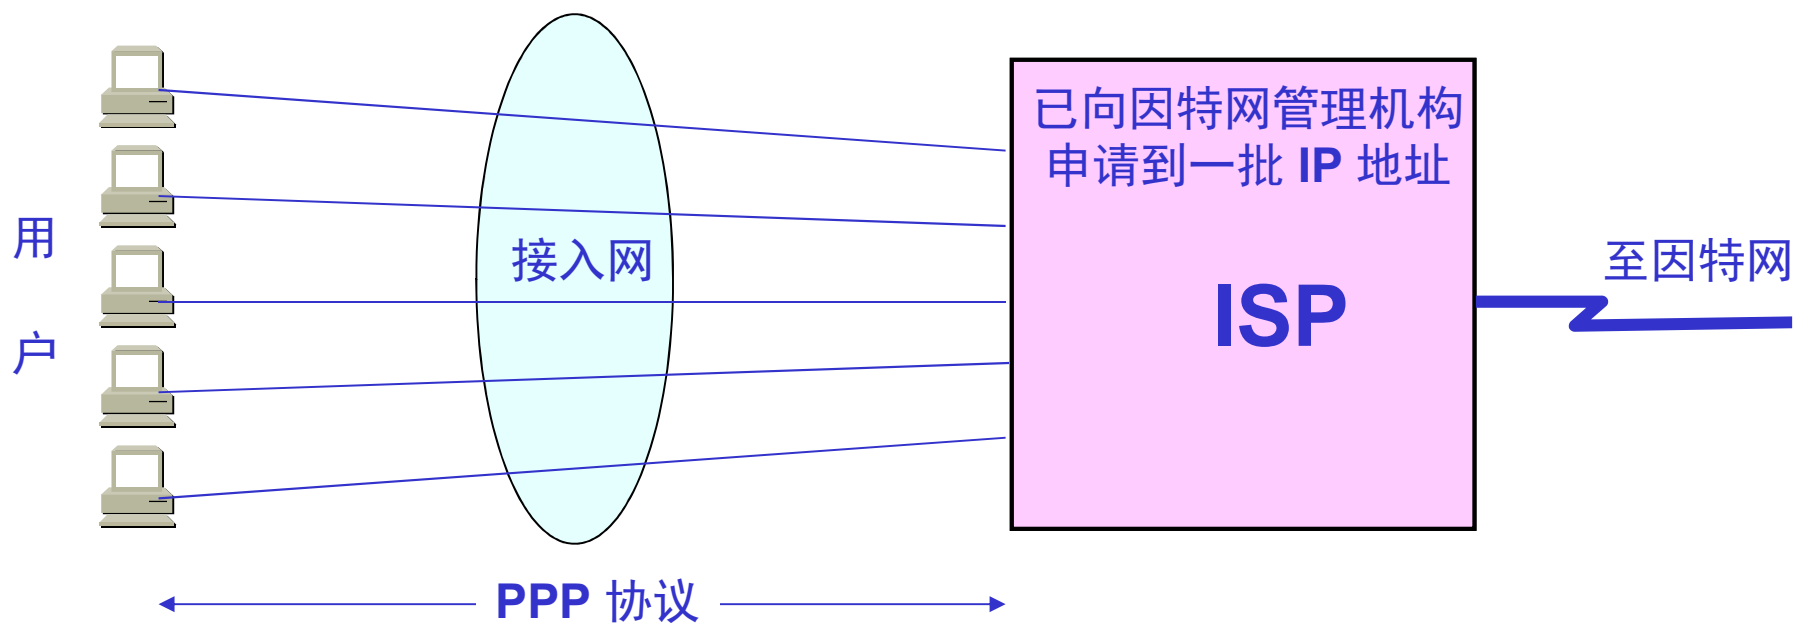 已向因特网管理机构
申请到一批 IP 地址
用
户
接入网
ISP
至因特网
PPP 协议